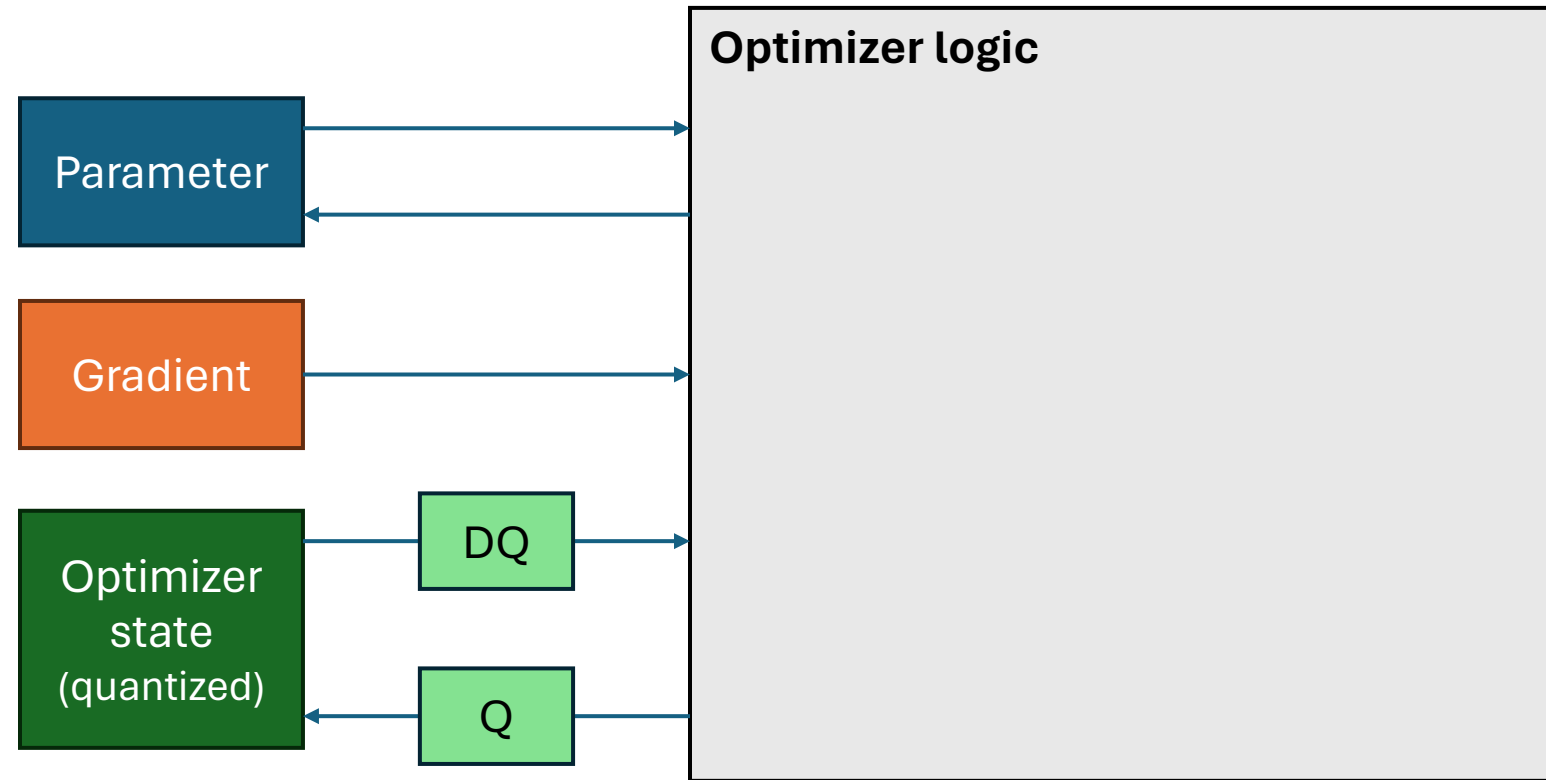 Optimizer logic
Parameter
Gradient
DQ
Optimizer
state
(quantized)
Q